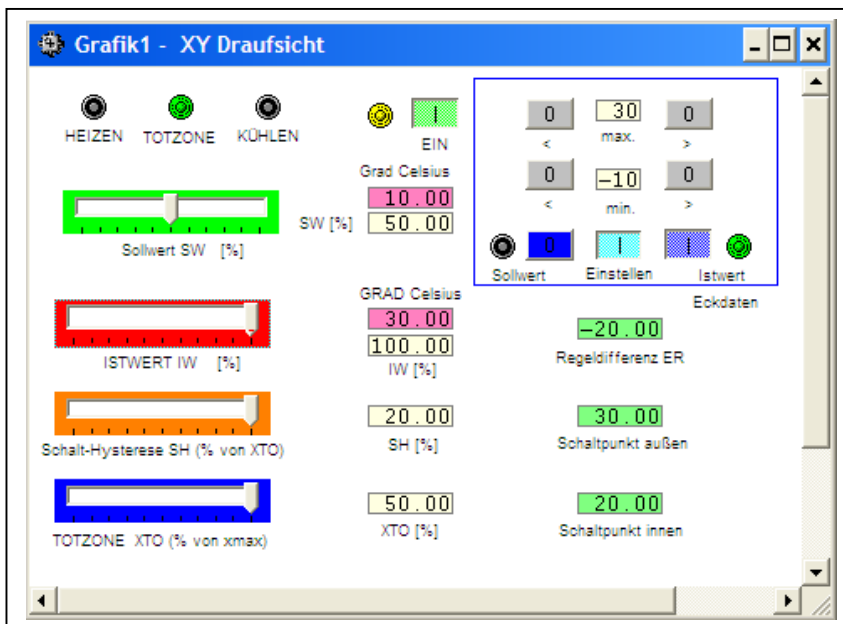 Grafik1 - XY Draufsicht
HEIZEN TOTZONE KÜHLEN
EIN
0 30 0
< max. >
0 −10 0
< min. >
0
Sollwert Einstellen Istwert
Eckdaten
Grad Celsius
10.00
SW [%] 50.00
Sollwert SW [%]
GRAD Celsius
30.00
100.00
IW [%]
ISTWERT IW [%]
−20.00
Regeldifferenz ER
Schalt-Hysterese SH (% von XTO)
20.00
SH [%]
30.00
Schaltpunkt außen
TOTZONE XTO (% von xmax)
50.00
XTO [%]
20.00
Schaltpunkt innen